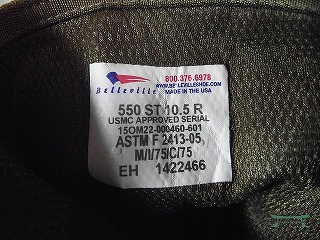 800.376.6978
WWW.BELLEVILLESHOE.COM
MADE IN THE USA
Belleville
550 ST 10.5 R
USMC APPROVED SERIAL
15OM22-000460-601
ASTM F 2413-05
M/I/75/C/75
EH 1422466